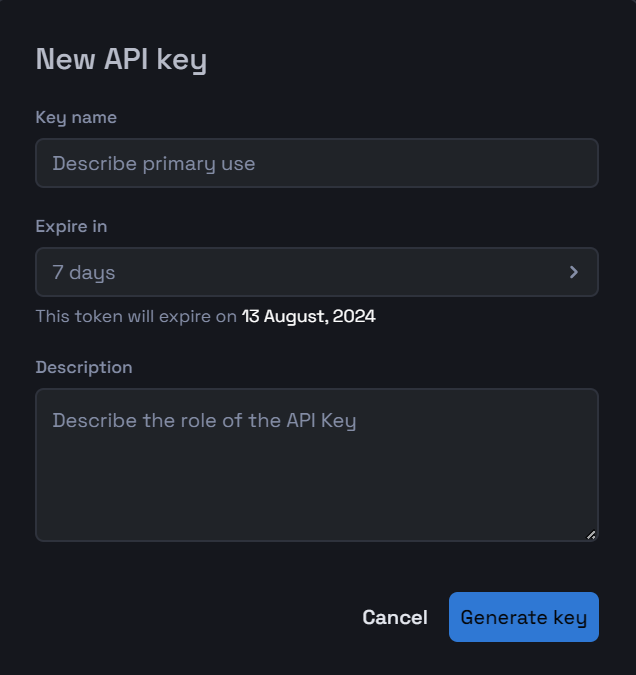 New API key
Key name
Describe primary use
Expire in
7 days
This token will expire on 13 August, 2024
Description
Describe the role of the API Key
Cancel Generate key